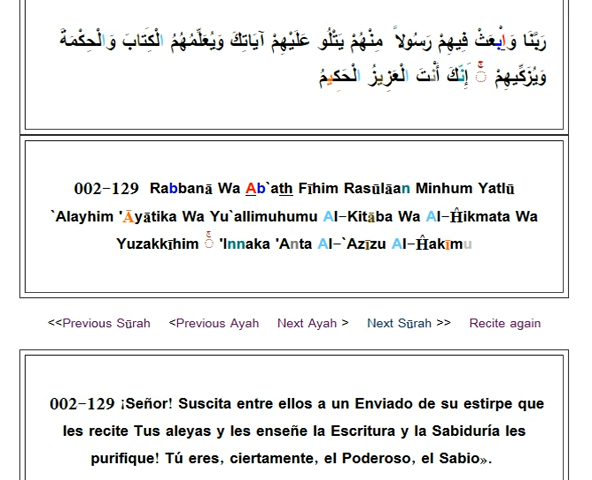 رَبَّنَا وَابْعَثْ فِيهِمْ رَسُولاً مِنْهُمْ يَتْلُو عَلَيْهِمْ آيَاتِكَ وَيُعَلِّمُهُمُ الْكِتَابَ وَالْحِكْمَةَ
وَيُزَكِّيهِمْ ۚ إِنَّكَ أَنْتَ الْعَزِيزُ الْحَكِيمُ
002-129 Rabbanā Wa Ab`ath Fīhim Rasūlāan Minhum Yatlū
`Alayhim 'Āyātika Wa Yu`allimuhumu Al-Kitāba Wa Al-Ĥikmata Wa
Yuzakkīhim ۚ 'Innaka 'Anta Al-`Azīzu Al-Ĥakīmu
<<Previous Sūrah <Previous Ayah Next Ayah > Next Sūrah >> Recite again
002-129 ¡Señor! Suscita entre ellos a un Enviado de su estirpe que
les recite Tus aleyas y les enseñe la Escritura y la Sabiduría les
purifique! Tú eres, ciertamente, el Poderoso, el Sabio».